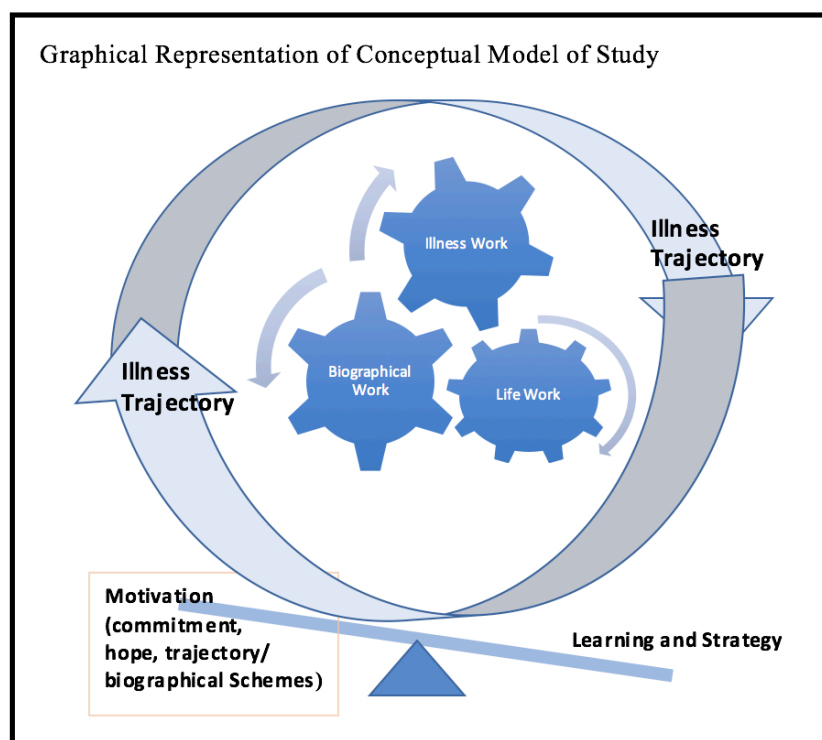 Graphical Representation of Conceptual Model of Study
Illness Work
Illness
Trajectory
Biographical
Work
Life Work
Illness
Trajectory
Motivation
(commitment,
hope, trajectory/
biographical Schemes)
Learning and Strategy